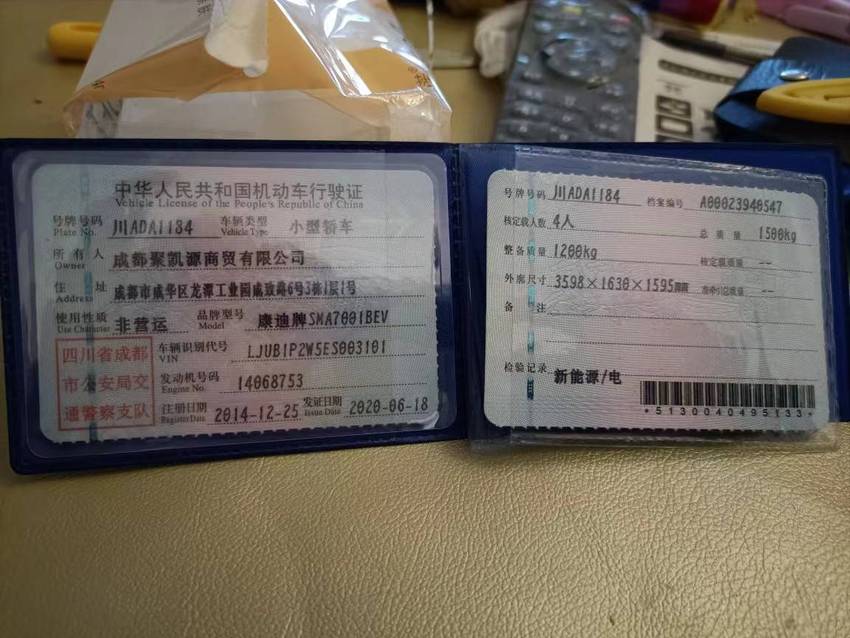 中华人民共和国机动车行驶证
Vehicle License of the People's Republic of China
号牌号码 川ADA1184 车辆类型 小型轿车
Plate No. Vehicle Type
所有人 成都聚凯源商贸有限公司
Owner
住址 成都市成华区龙潭工业园成致路6号3栋1层1号
Address
使用性质 非营运 品牌型号 康迪牌SMA7001BEV
Use Character Model
四川省成都
市公安局交
通警察支队
车辆识别代号 LJUB1P2W5ES003101
VIN
发动机号码 14068753
Engine No.
注册日期 2014-12-25 发证日期 2020-06-18
Register Date Issue Date
号牌号码 川ADA1184 档案编号 A00023940547
核定载人数 4人 总质量 1500kg
整备质量 1200kg 核定载质量 --
外廓尺寸 3598×1630×1595mm 准牵引总质量 --
备注
检验记录 新能源/电
*5130040495133*